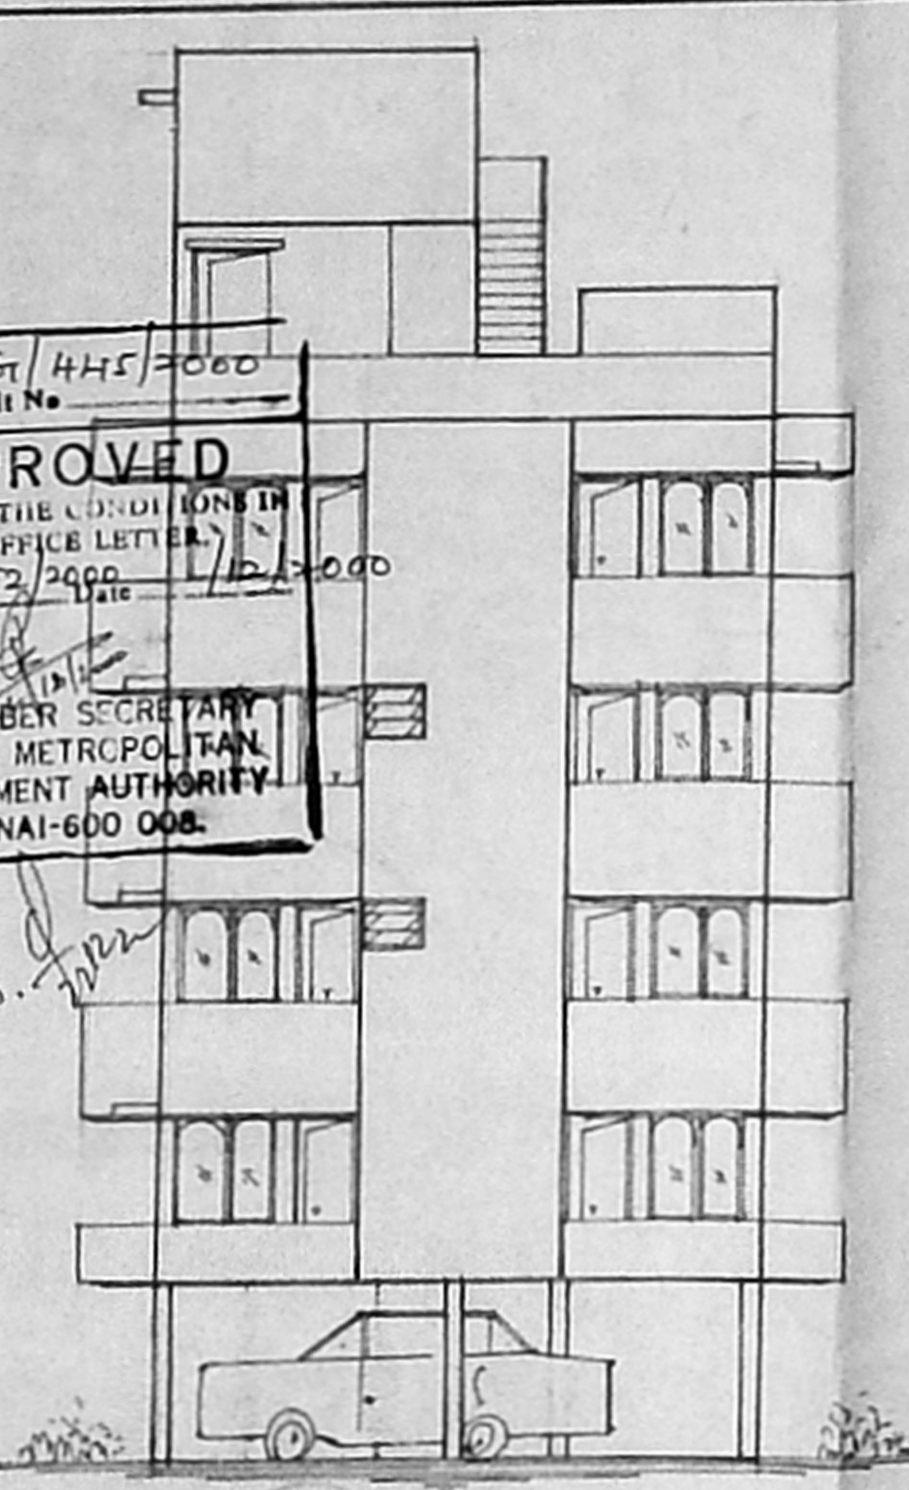 /445/2000
it No
ROVED
THE CONDITIONS IN
FFICE LETTER.
2/2000 Date /12/2000
BER SECRETARY
METROPOLITAN
MENT AUTHORITY
NAI-600 008.